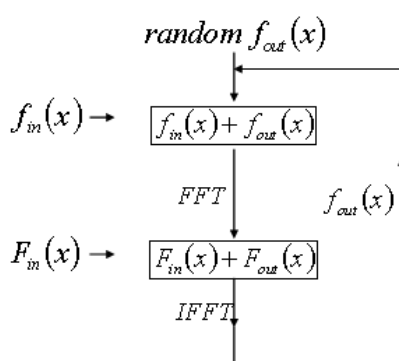 random f_out(x)
f_in(x)
f_in(x) + f_out(x)
FFT
f_out(x)
F_in(x)
F_in(x) + F_out(x)
IFFT